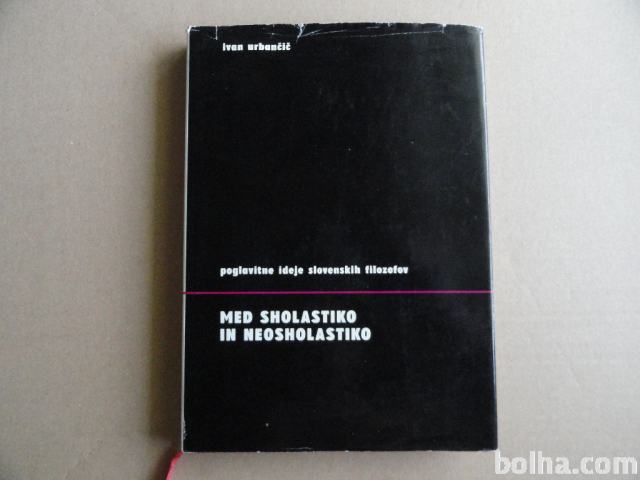 ivan urbančič
poglavitne ideje slovenskih filozofov
MED SHOLASTIKO
IN NEOSHOLASTIKO
bolha.com